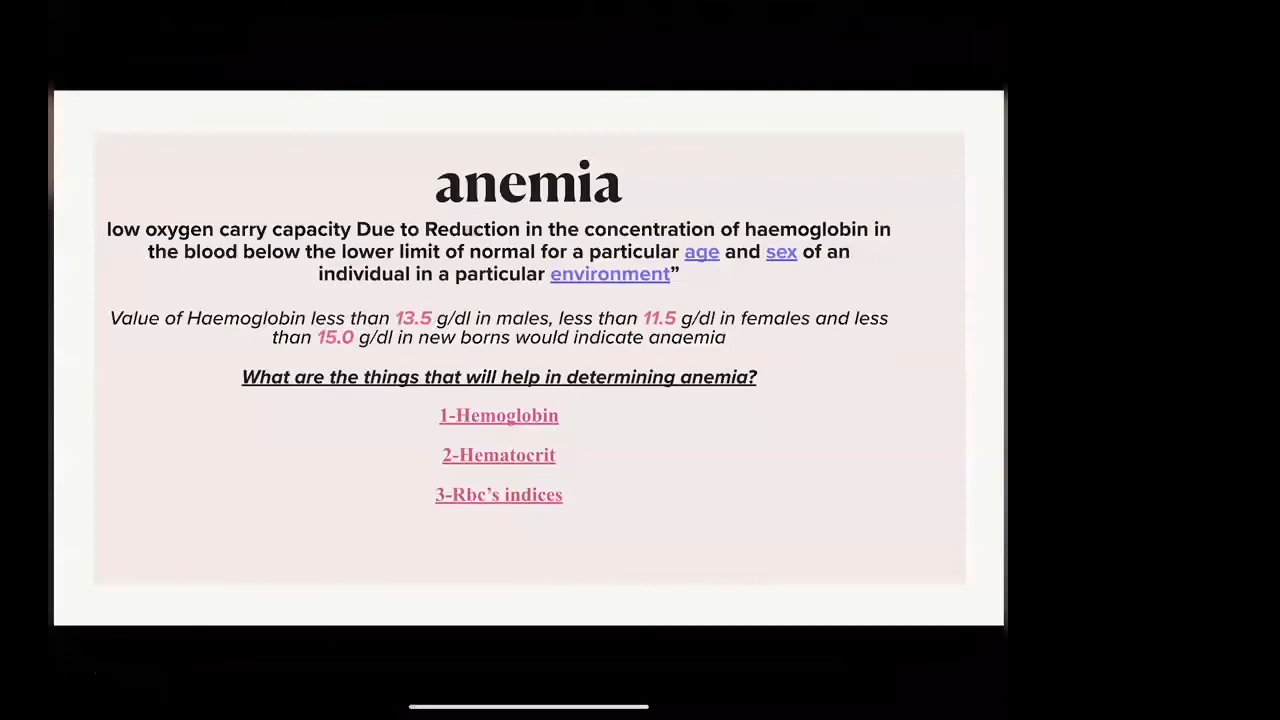 anemia
low oxygen carry capacity Due to Reduction in the concentration of haemoglobin in
the blood below the lower limit of normal for a particular age and sex of an
individual in a particular environment”
Value of Haemoglobin less than 13.5 g/dl in males, less than 11.5 g/dl in females and less
than 15.0 g/dl in new borns would indicate anaemia
What are the things that will help in determining anemia?
1-Hemoglobin
2-Hematocrit
3-Rbc’s indices